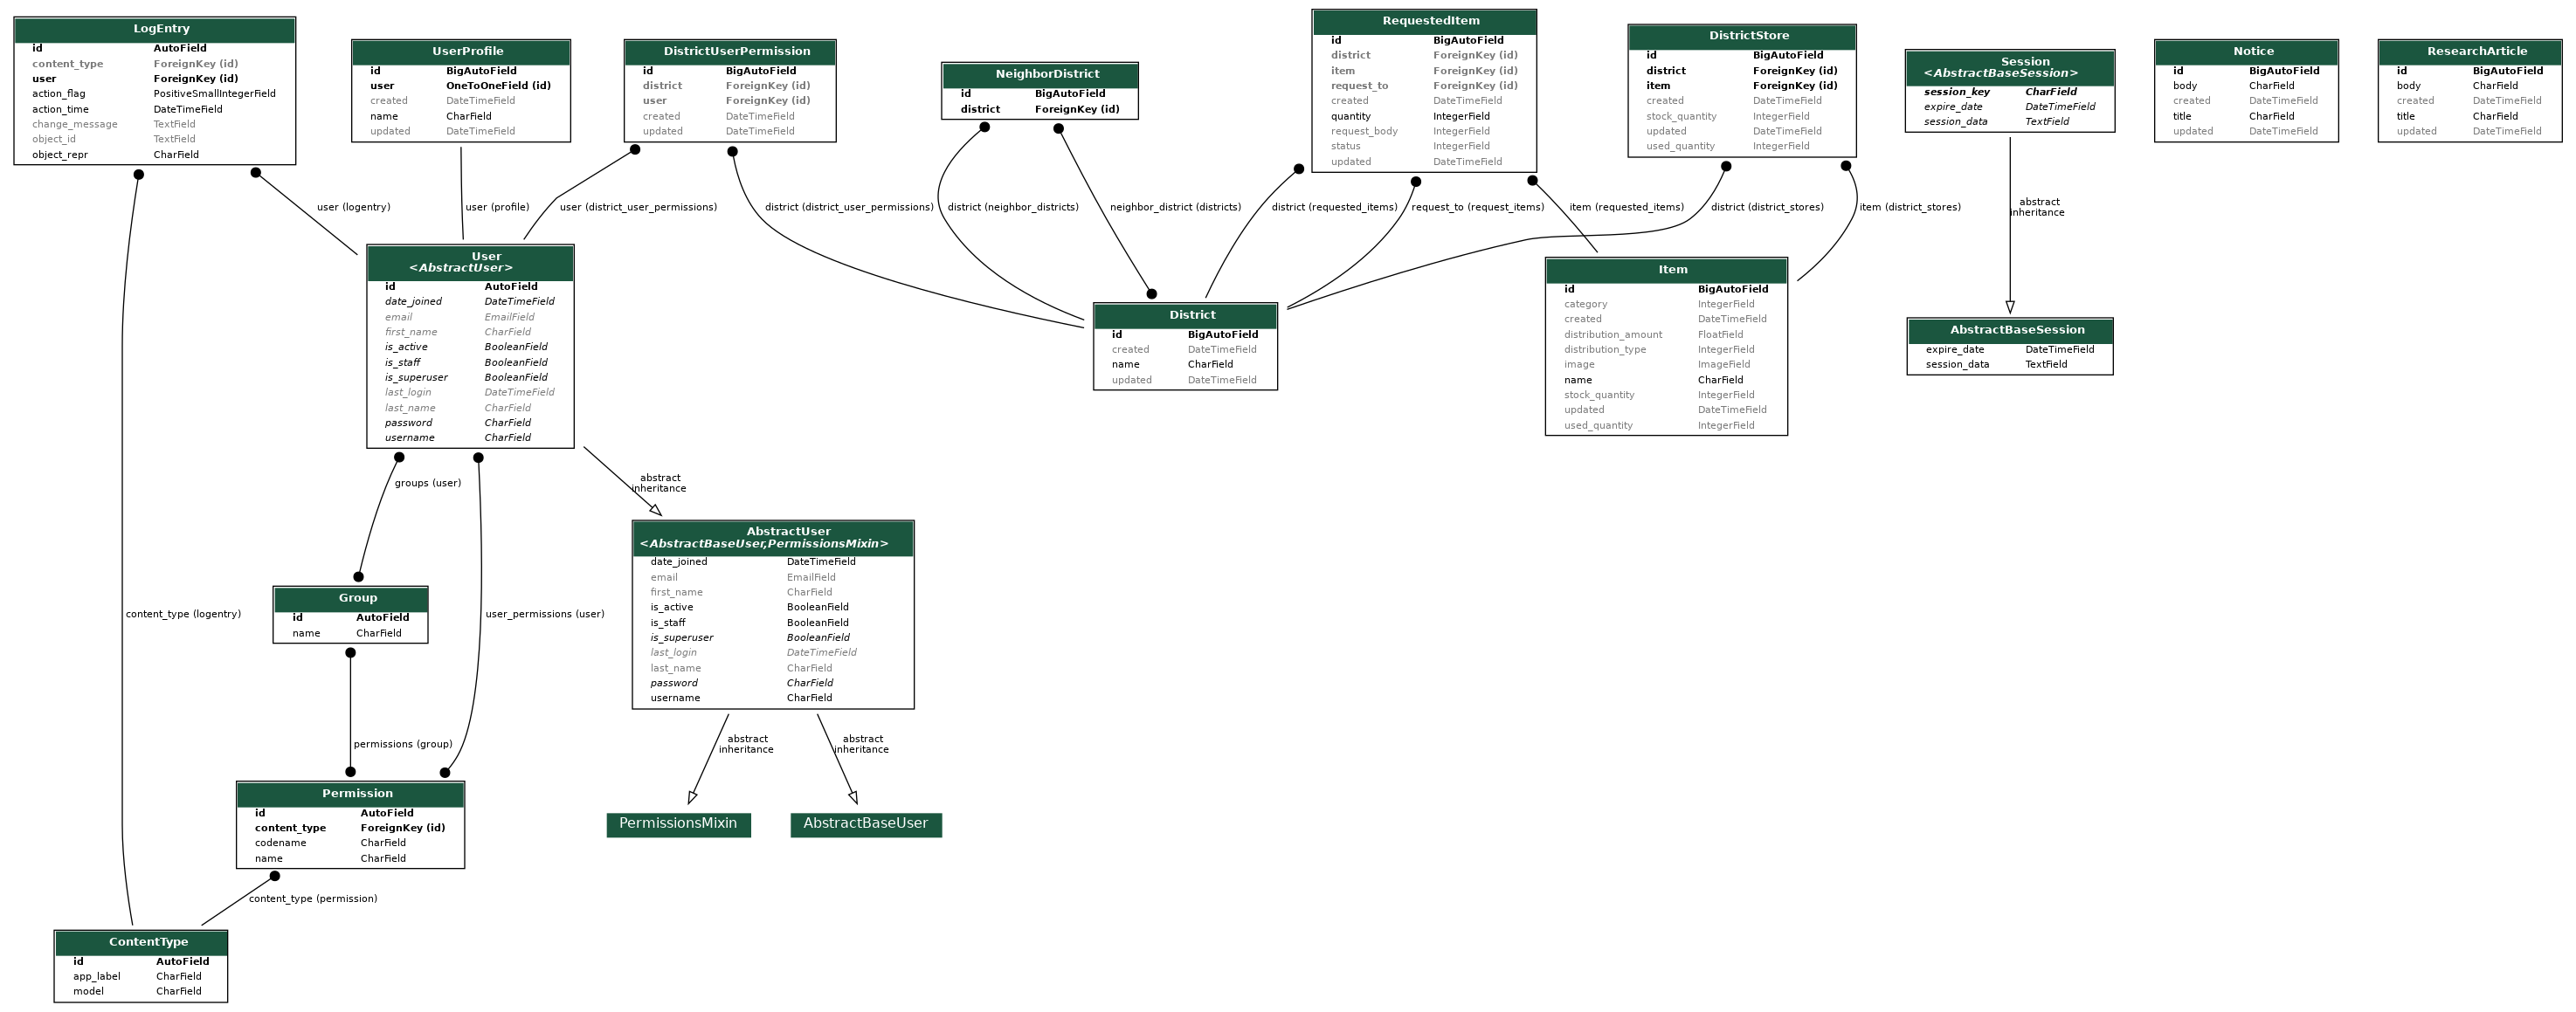 LogEntry
id AutoField
content_type ForeignKey (id)
user ForeignKey (id)
action_flag PositiveSmallIntegerField
action_time DateTimeField
change_message TextField
object_id TextField
object_repr CharField
UserProfile
id BigAutoField
user OneToOneField (id)
created DateTimeField
name CharField
updated DateTimeField
DistrictUserPermission
id BigAutoField
district ForeignKey (id)
user ForeignKey (id)
created DateTimeField
updated DateTimeField
NeighborDistrict
id BigAutoField
district ForeignKey (id)
RequestedItem
id BigAutoField
district ForeignKey (id)
item ForeignKey (id)
request_to ForeignKey (id)
created DateTimeField
quantity IntegerField
request_body IntegerField
status IntegerField
updated DateTimeField
DistrictStore
id BigAutoField
district ForeignKey (id)
item ForeignKey (id)
created DateTimeField
stock_quantity IntegerField
updated DateTimeField
used_quantity IntegerField
Session
<AbstractBaseSession>
session_key CharField
expire_date DateTimeField
session_data TextField
Notice
id BigAutoField
body CharField
created DateTimeField
title CharField
updated DateTimeField
ResearchArticle
id BigAutoField
body CharField
created DateTimeField
title CharField
updated DateTimeField
user (logentry)
user (profile)
user (district_user_permissions)
district (district_user_permissions)
district (neighbor_districts)
neighbor_district (districts)
district (requested_items)
request_to (request_items)
item (requested_items)
district (district_stores)
item (district_stores)
abstract
inheritance
User
<AbstractUser>
id AutoField
date_joined DateTimeField
email EmailField
first_name CharField
is_active BooleanField
is_staff BooleanField
is_superuser BooleanField
last_login DateTimeField
last_name CharField
password CharField
username CharField
District
id BigAutoField
created DateTimeField
name CharField
updated DateTimeField
Item
id BigAutoField
category IntegerField
created DateTimeField
distribution_amount FloatField
distribution_type IntegerField
image ImageField
name CharField
stock_quantity IntegerField
updated DateTimeField
used_quantity IntegerField
AbstractBaseSession
expire_date DateTimeField
session_data TextField
groups (user)
abstract
inheritance
AbstractUser
<AbstractBaseUser,PermissionsMixin>
date_joined DateTimeField
email EmailField
first_name CharField
is_active BooleanField
is_staff BooleanField
is_superuser BooleanField
last_login DateTimeField
last_name CharField
password CharField
username CharField
Group
id AutoField
name CharField
content_type (logentry)
user_permissions (user)
permissions (group)
abstract
inheritance
abstract
inheritance
Permission
id AutoField
content_type ForeignKey (id)
codename CharField
name CharField
PermissionsMixin
AbstractBaseUser
content_type (permission)
ContentType
id AutoField
app_label CharField
model CharField